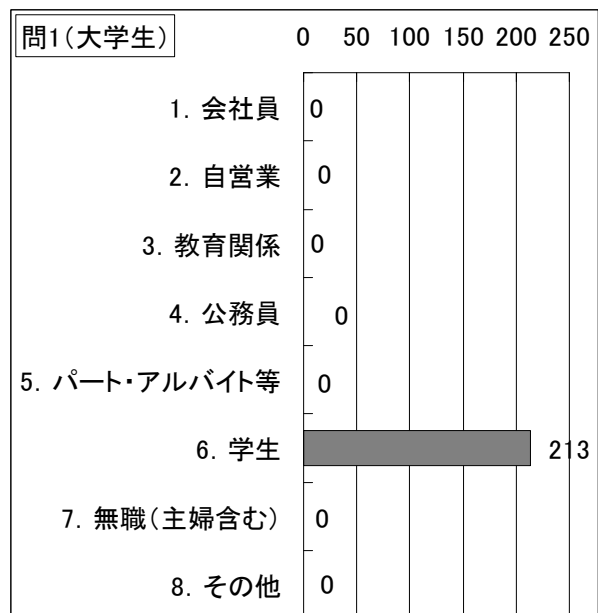 問1(大学生) 0 50 100 150 200 250
1. 会社員 0
2. 自営業 0
3. 教育関係 0
4. 公務員 0
5. パート・アルバイト等 0
6. 学生 213
7. 無職(主婦含む) 0
8. その他 0